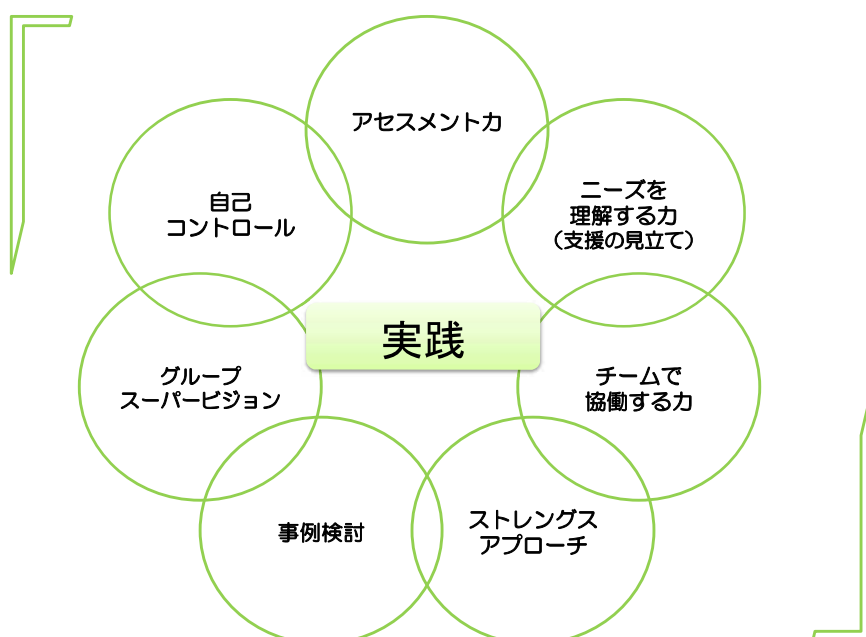 アセスメント力
ニーズを
理解する力
（支援の見立て）
自己
コントロール
実践
グループ
スーパービジョン
チームで
協働する力
事例検討
ストレングス
アプローチ